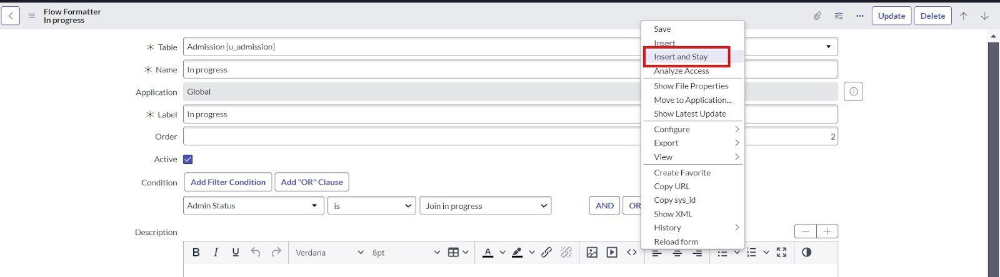 Flow Formatter
In progress
Update
Delete
Table
Admission [u_admission]
Name
In progress
Application
Global
Label
In progress
Order
2
Active
Condition
Add Filter Condition
Add "OR" Clause
Admin Status
is
Join in progress
AND
OR
Description
B I U
Verdana
8pt
A
Save
Insert
Insert and Stay
Analyze Access
Show File Properties
Move to Application...
Show Latest Update
Configure
Export
View
Create Favorite
Copy URL
Copy sys_id
Show XML
History
Reload form